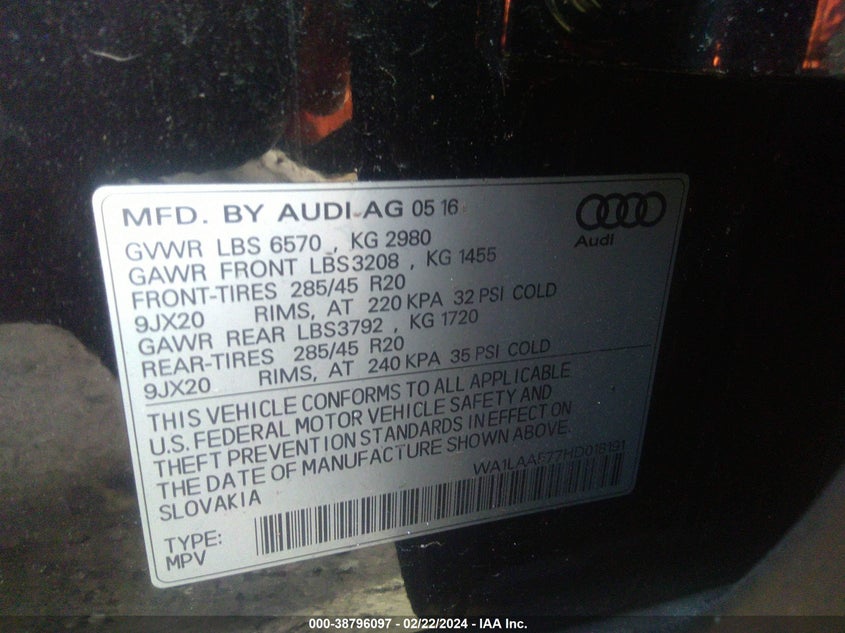 MFD. BY AUDI AG 05 16
Audi
GVWR LBS 6570 , KG 2980
GAWR FRONT LBS3208 , KG 1455
FRONT-TIRES 285/45 R20
9JX20 RIMS, AT 220 KPA 32 PSI COLD
GAWR REAR LBS3792 , KG 1720
REAR-TIRES 285/45 R20
9JX20 RIMS, AT 240 KPA 35 PSI COLD
THIS VEHICLE CONFORMS TO ALL APPLICABLE
U.S. FEDERAL MOTOR VEHICLE SAFETY AND
THEFT PREVENTION STANDARDS IN EFFECT ON
THE DATE OF MANUFACTURE SHOWN ABOVE.
SLOVAKIA
TYPE:
MPV
000-38796097 - 02/22/2024 - IAA Inc.